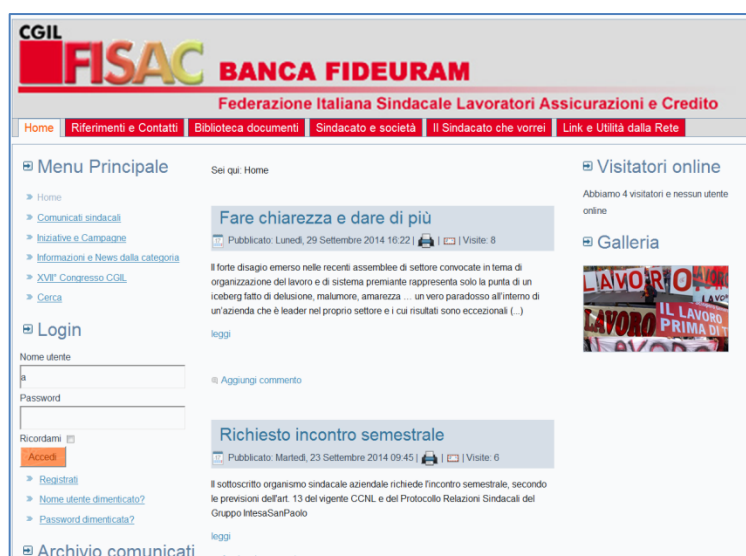 CGIL
FISAC
BANCA FIDEURAM
Federazione Italiana Sindacale Lavoratori Assicurazioni e Credito
Home
Riferimenti e Contatti
Biblioteca documenti
Sindacato e società
Il Sindacato che vorrei
Link e Utilità dalla Rete
Menu Principale
Home
Comunicati sindacali
Iniziative e Campagne
Informazioni e News dalla categoria
XVII° Congresso CGIL
Cerca
Login
Nome utente
a
Password
Ricordami
Accedi
Registrati
Nome utente dimenticato?
Password dimenticata?
Archivio comunicati
Sei qui: Home
Fare chiarezza e dare di più
Pubblicato: Lunedì, 29 Settembre 2014 16:22 | | | Visite: 8
Il forte disagio emerso nelle recenti assemblee di settore convocate in tema di
organizzazione del lavoro e di sistema premiante rappresenta solo la punta di un
iceberg fatto di delusione, malumore, amarezza … un vero paradosso all'interno di
un'azienda che è leader nel proprio settore e i cui risultati sono eccezionali (...)
leggi
Aggiungi commento
Richiesto incontro semestrale
Pubblicato: Martedì, 23 Settembre 2014 09:45 | | | Visite: 6
Il sottoscritto organismo sindacale aziendale richiede l'incontro semestrale, secondo
le previsioni dell'art. 13 del vigente CCNL e del Protocollo Relazioni Sindacali del
Gruppo IntesaSanPaolo
leggi
Visitatori online
Abbiamo 4 visitatori e nessun utente
online
Galleria
LAVORO
LAVORO
IL LAVORO
PRIMA DI T
LAVORO